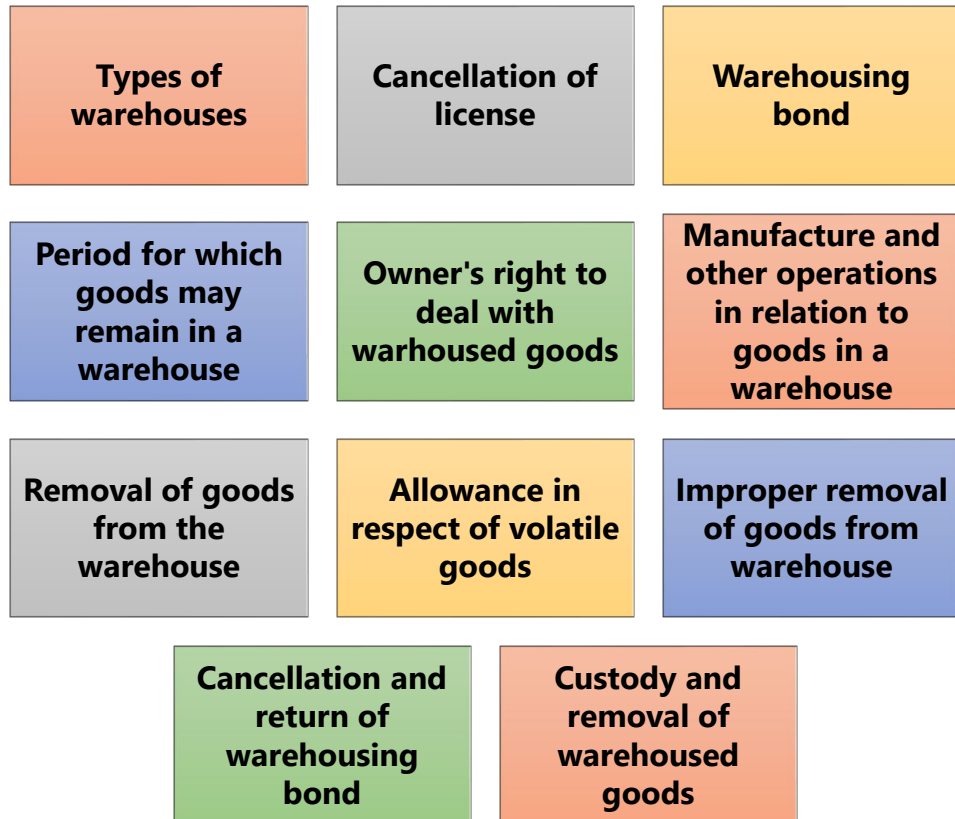 Types of
warehouses
Cancellation of
license
Warehousing
bond
Period for which
goods may
remain in a
warehouse
Owner's right to
deal with
warhoused goods
Manufacture and
other operations
in relation to
goods in a
warehouse
Removal of goods
from the
warehouse
Allowance in
respect of volatile
goods
Improper removal
of goods from
warehouse
Cancellation and
return of
warehousing
bond
Custody and
removal of
warehoused
goods